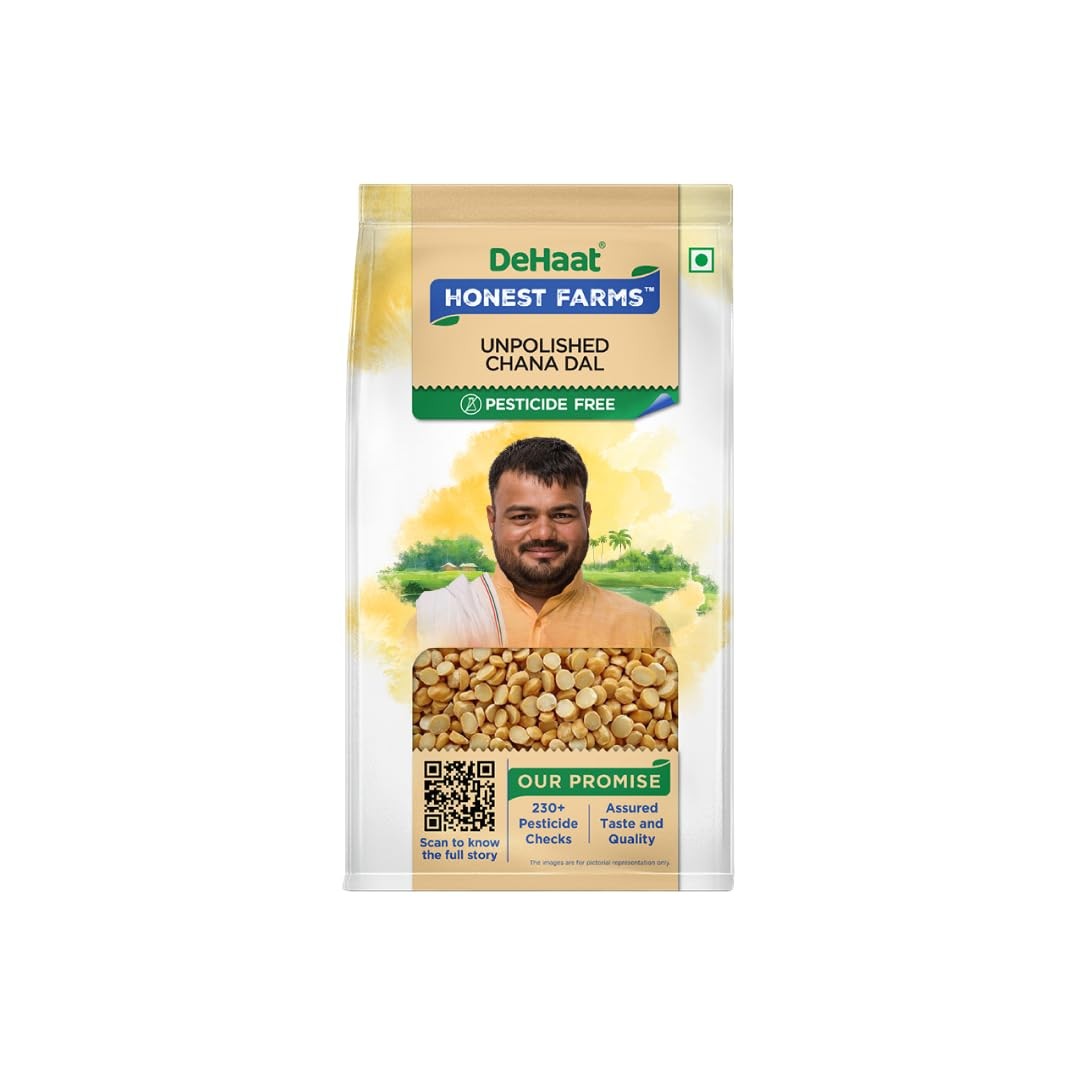 DeHaat®
HONEST FARMS™
UNPOLISHED
CHANA DAL
PESTICIDE FREE
Scan to know
the full story
OUR PROMISE
230+
Pesticide
Checks
Assured
Taste and
Quality
The images are for pictorial representation only.